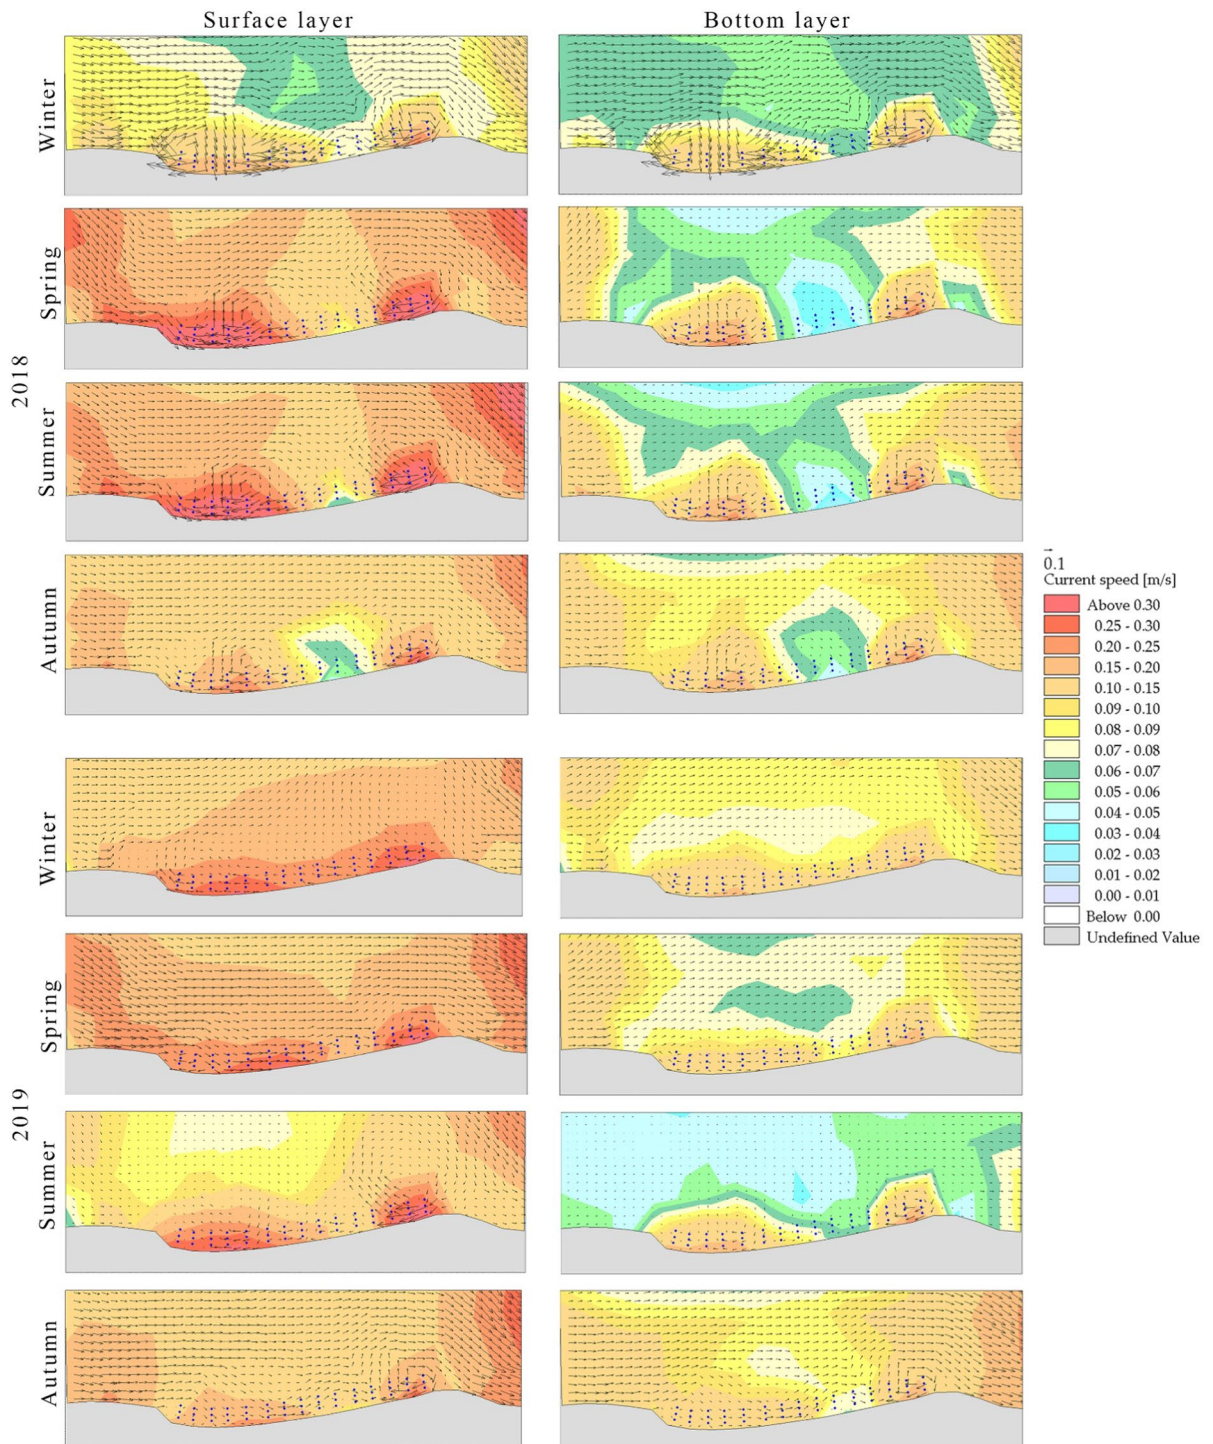 Surface layer
Bottom layer
2018
Winter
Spring
Summer
Autumn
0.1
Current speed [m/s]
Above 0.30
0.25 - 0.30
0.20 - 0.25
0.15 - 0.20
0.10 - 0.15
0.09 - 0.10
0.08 - 0.09
0.07 - 0.08
0.06 - 0.07
0.05 - 0.06
0.04 - 0.05
0.03 - 0.04
0.02 - 0.03
0.01 - 0.02
0.00 - 0.01
Below 0.00
Undefined Value
2019
Winter
Spring
Summer
Autumn